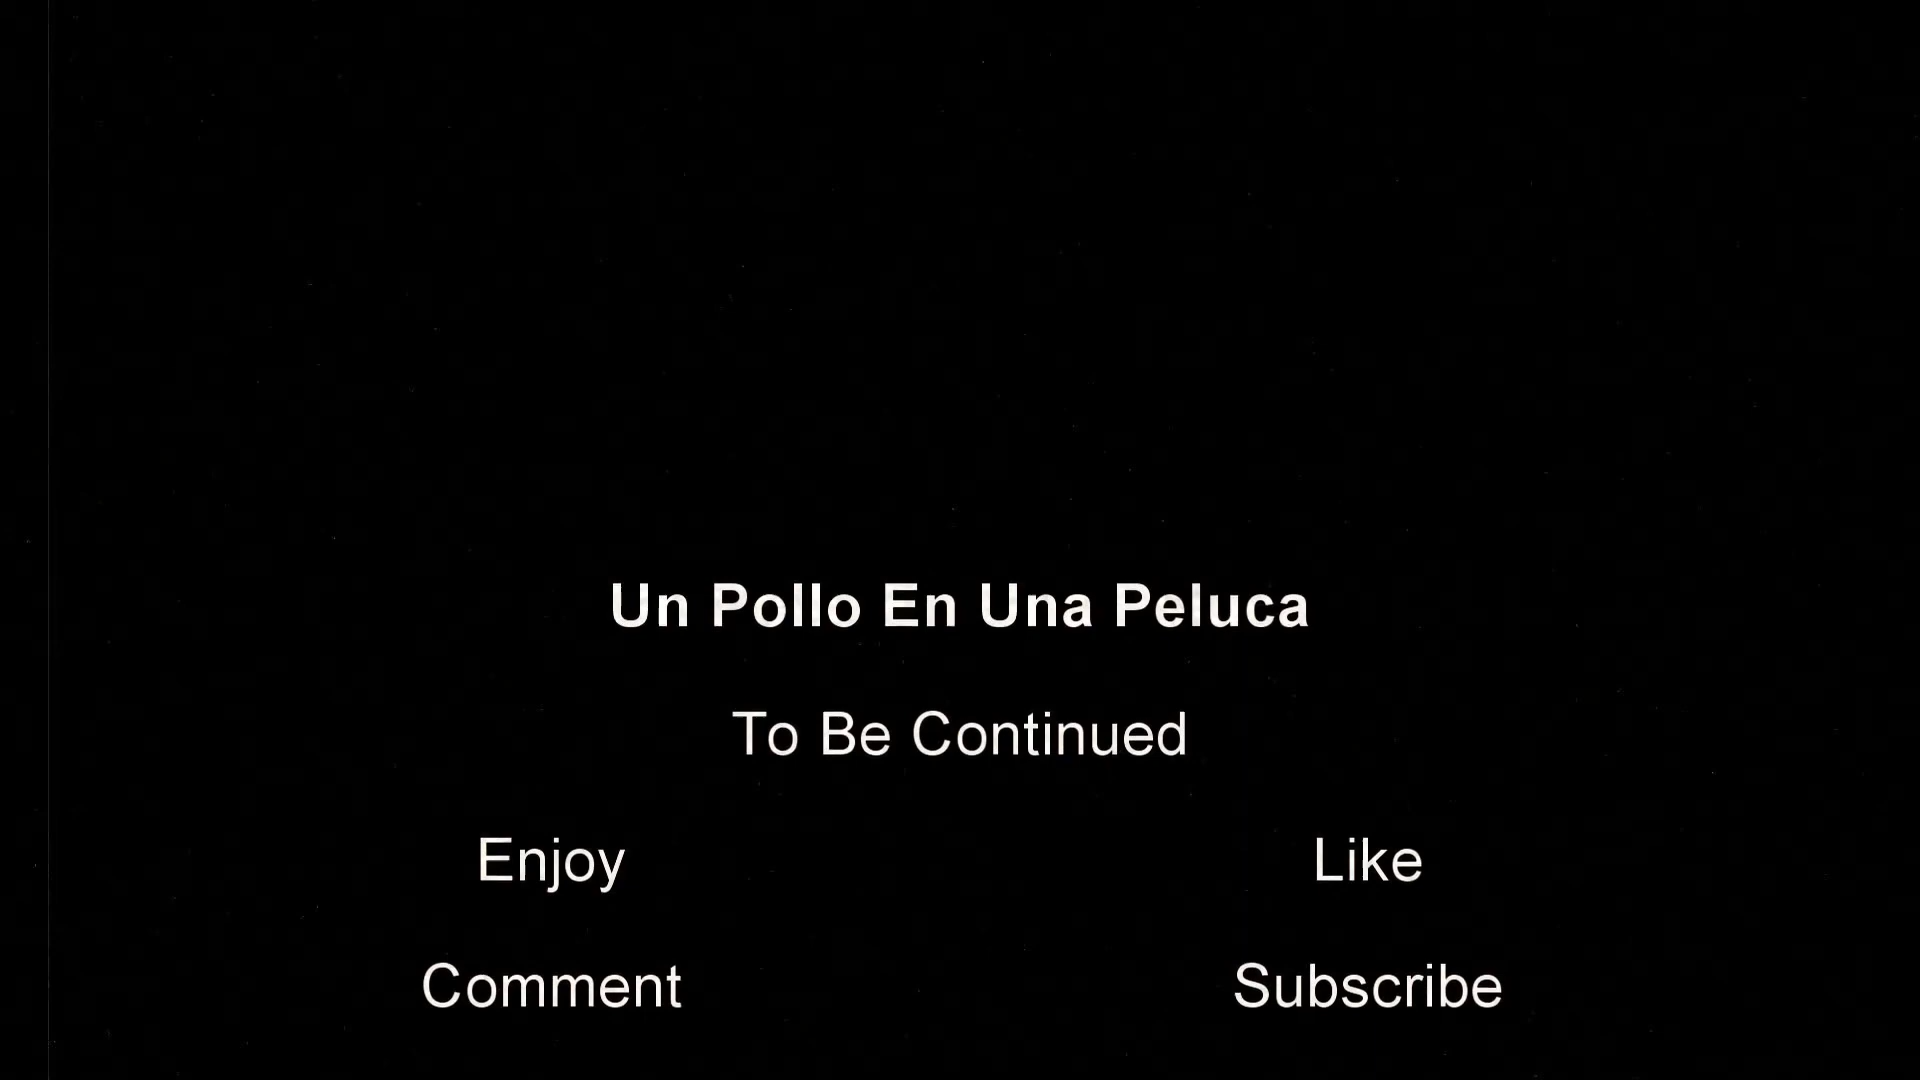 Un Pollo En Una Peluca
To Be Continued
Enjoy Like
Comment Subscribe